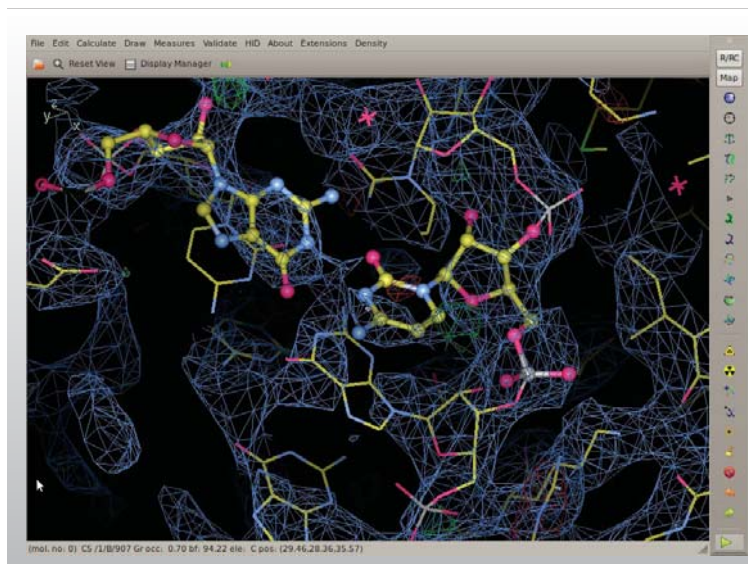 File Edit Calculate Draw Measures Validate HID About Extensions Density
Reset View Display Manager
R/RC
Map
y
x
(mol. no: 0) C5 /1/B/907 Gr occ: 0.70 bf: 94.22 ele: C pos: (29.46,28.36,35.57)